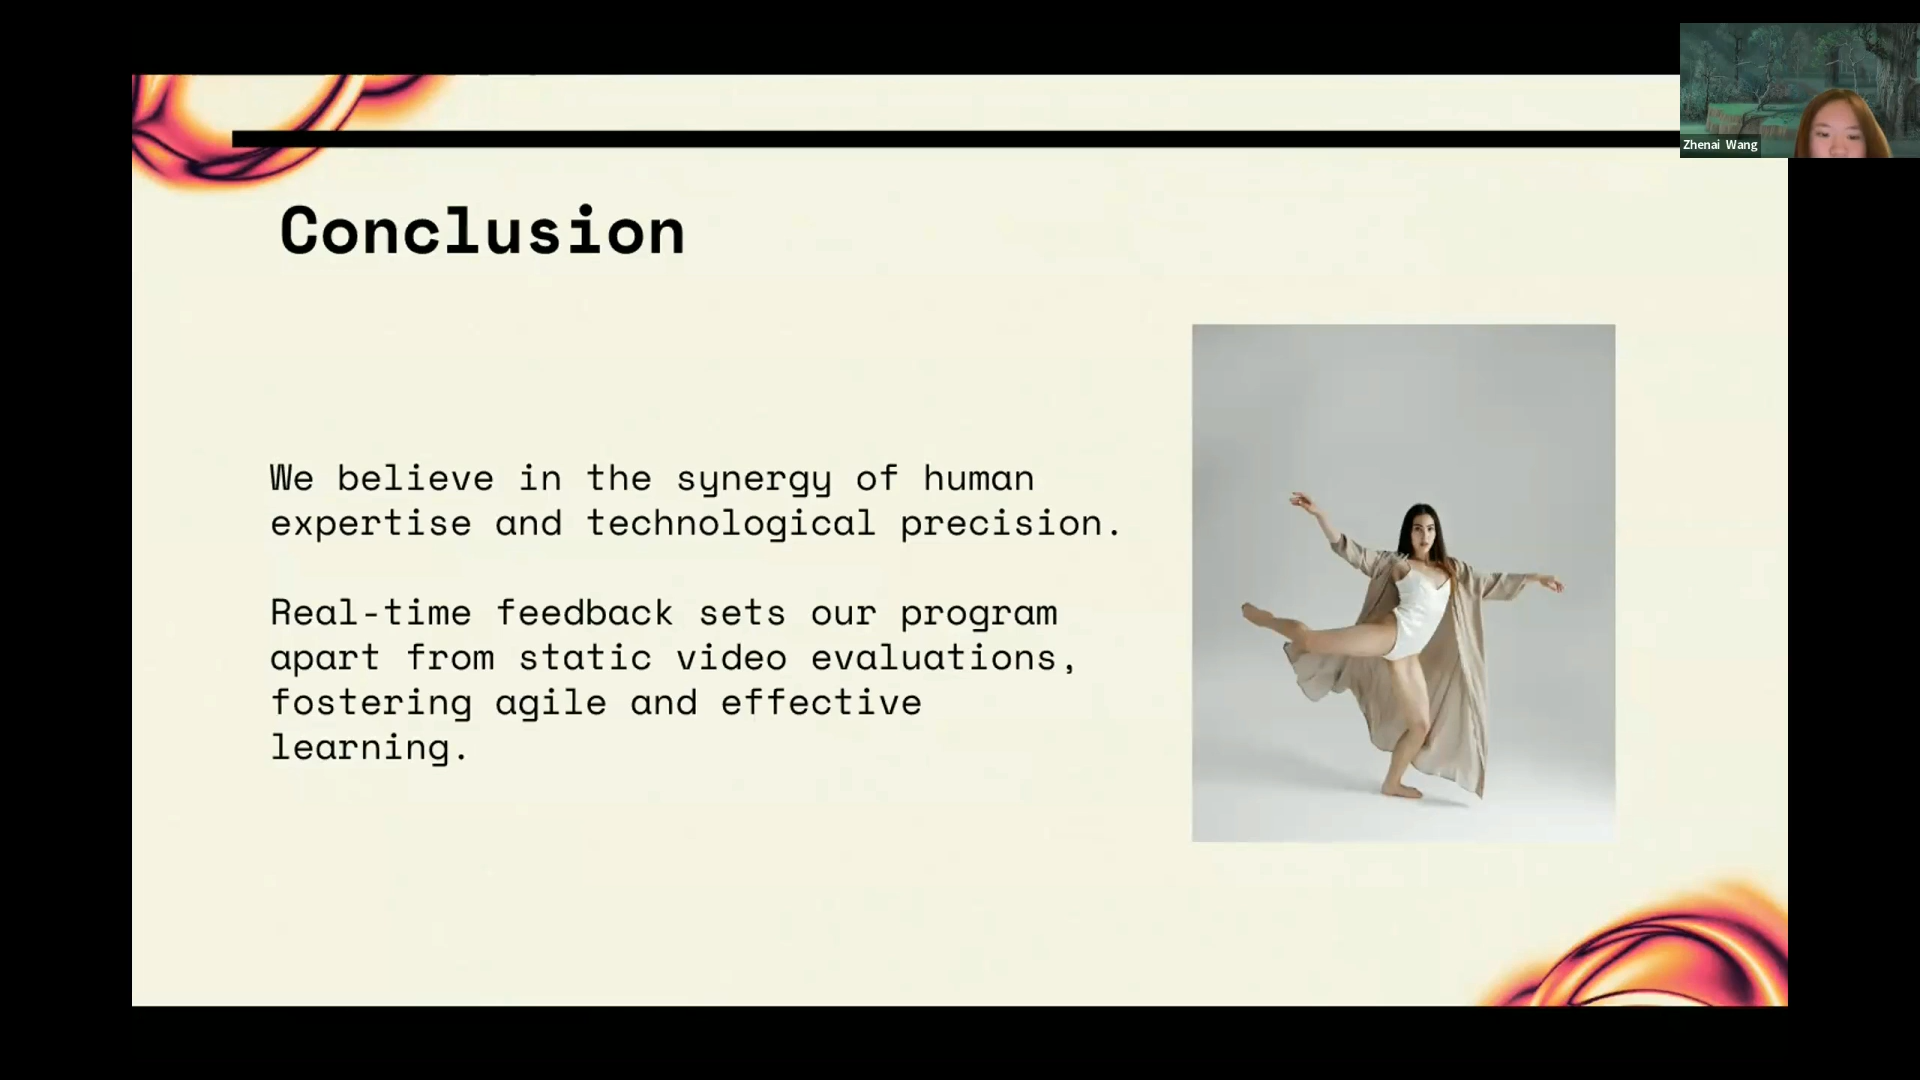 Zhenai Wang
Conclusion
We believe in the synergy of human
expertise and technological precision.
Real-time feedback sets our program
apart from static video evaluations,
fostering agile and effective
learning.